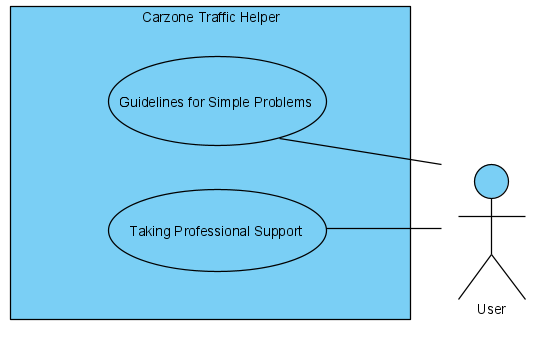 Carzone Traffic Helper
Guidelines for Simple Problems
Taking Professional Support
User